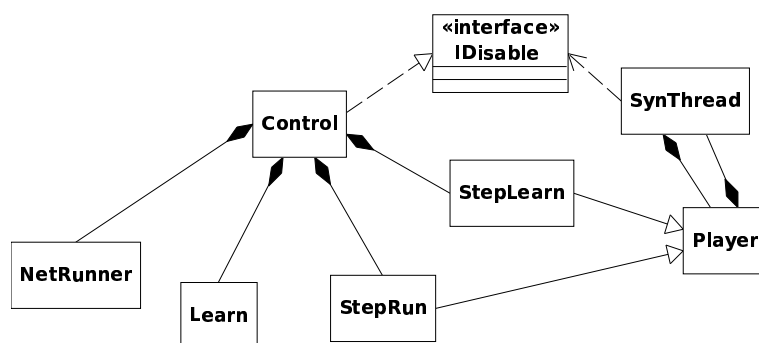 «interface»
IDisable
SynThread
Control
StepLearn
Player
NetRunner
StepRun
Learn